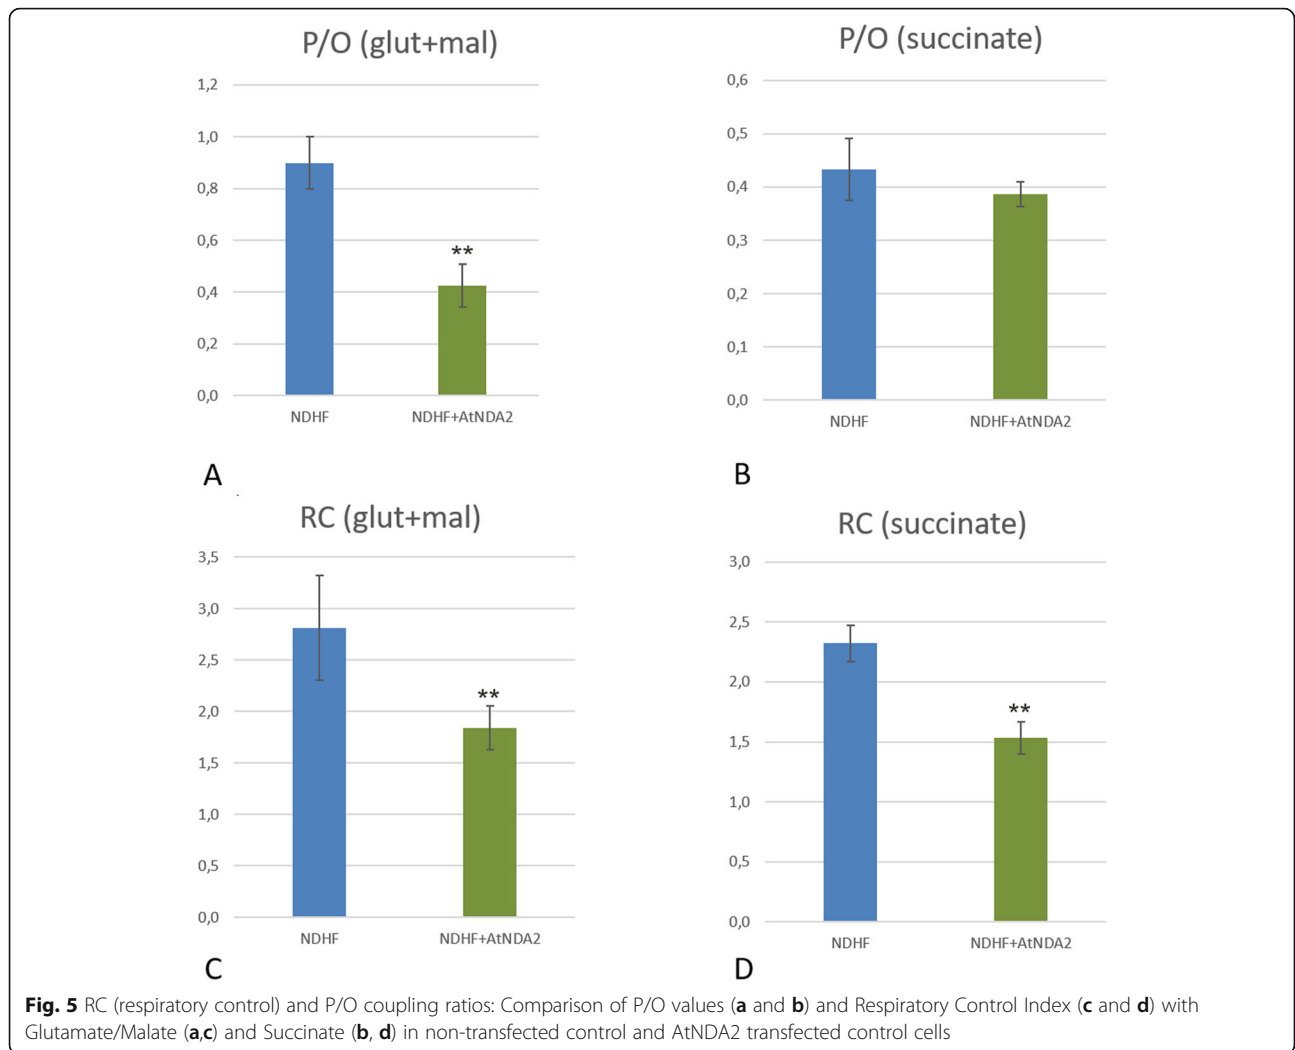 P/O (glut+mal)
1,2
1,0
0,8
0,6
0,4
0,2
0,0
**
NDHF
NDHF+AtNDA2
A
P/O (succinate)
0,6
0,5
0,4
0,3
0,2
0,1
0,0
NDHF
NDHF+AtNDA2
B
RC (glut+mal)
3,5
3,0
2,5
2,0
1,5
1,0
0,5
0,0
**
NDHF
NDHF+AtNDA2
C
RC (succinate)
3,0
2,5
2,0
1,5
1,0
0,5
0,0
**
NDHF
NDHF+AtNDA2
D
Fig. 5 RC (respiratory control) and P/O coupling ratios: Comparison of P/O values (a and b) and Respiratory Control Index (c and d) with
Glutamate/Malate (a,c) and Succinate (b, d) in non-transfected control and AtNDA2 transfected control cells